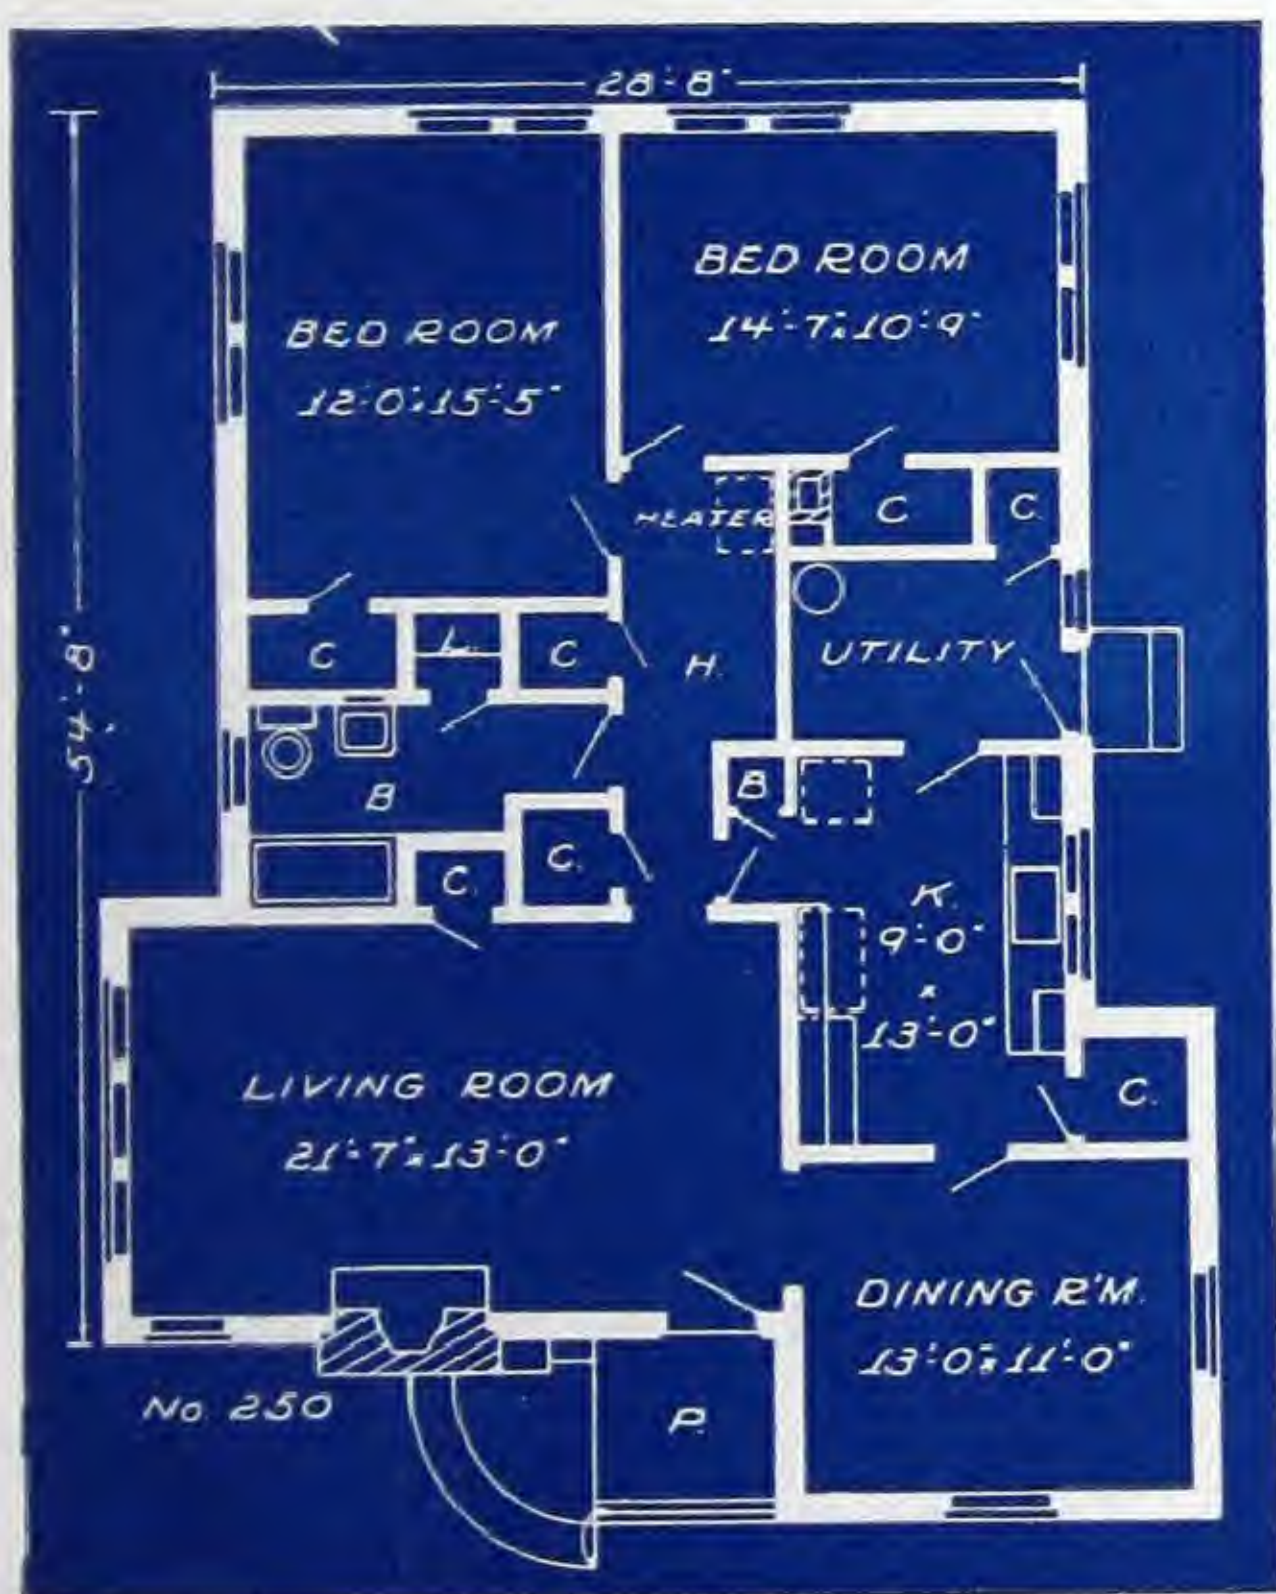 28'-8"
BED ROOM
14'-7"x10'-9"
BED ROOM
12'-0"x15'-5"
HEATER
C
C.
54'-8"
C
L.
C
H.
UTILITY
B
B
C.
C.
K.
9'-0"
x
13'-0"
C.
LIVING ROOM
21'-7"x13'-0"
DINING R'M.
13'-0"x11'-0"
No 250
P.